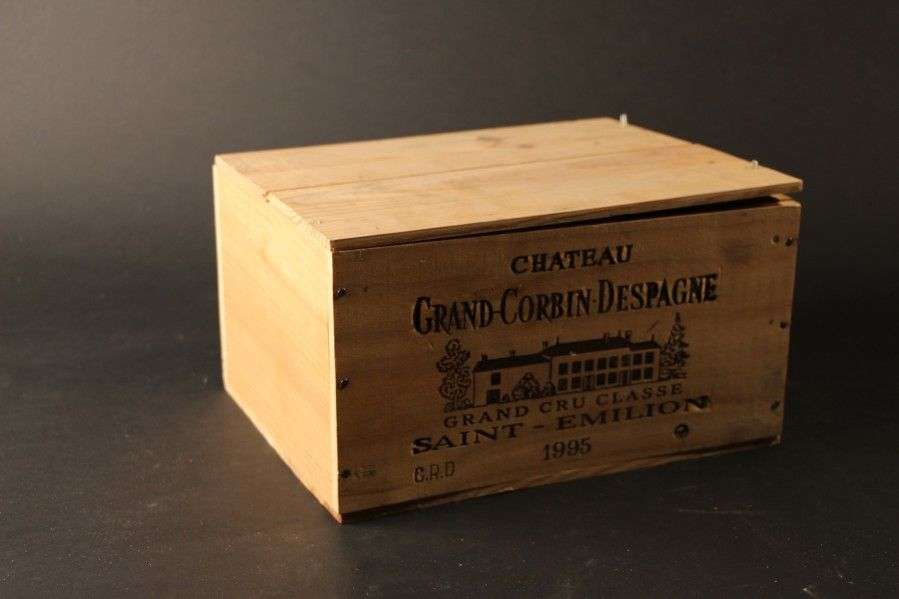 CHATEAU
GRAND-CORBIN-DESPAGNE
GRAND CRU CLASSE
SAINT-EMILION
1995
G.R.D